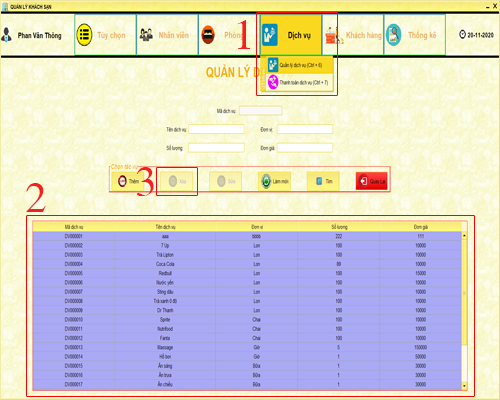 QUẢN LÝ KHÁCH SẠN
Phan Văn Thông
Tùy chọn
Nhân viên
1
Phòng
Dịch vụ
Khách hàng
Thống kê
20-11-2020
Quản lý dịch vụ (Ctrl + 6)
Thanh toán dịch vụ (Ctrl + 7)
QUẢN LÝ D
Mã dịch vụ:
Tên dịch vụ:
Đơn vị:
Số lượng:
Đơn giá:
Chọn tác vụ
3
Thêm
Xóa
Sửa
Làm mới
Tìm
Quay Lại
2
Mã dịch vụ Tên dịch vụ Đơn vị Số lượng Đơn giá
DV000001 aaa bbbb 222 111
DV000002 7 Up Lon 100 10000
DV000003 Trà Lipton Lon 100 10000
DV000004 Coca Cola Lon 89 10000
DV000005 Redbull Lon 100 10000
DV000006 Nước yến Lon 100 10000
DV000007 Sting dâu Lon 100 10000
DV000008 Trà xanh 0 độ Lon 100 10000
DV000009 Dr Thanh Lon 100 10000
DV000010 Sprite Chai 100 10000
DV000011 Nutrifood Chai 100 10000
DV000012 Fanta Chai 100 10000
DV000013 Massage Giờ 5 150000
DV000014 Hồ bơi Giờ 1 50000
DV000015 Ăn sáng Bữa 1 30000
DV000016 Ăn trưa Bữa 1 30000
DV000017 Ăn chiều Bữa 1 30000